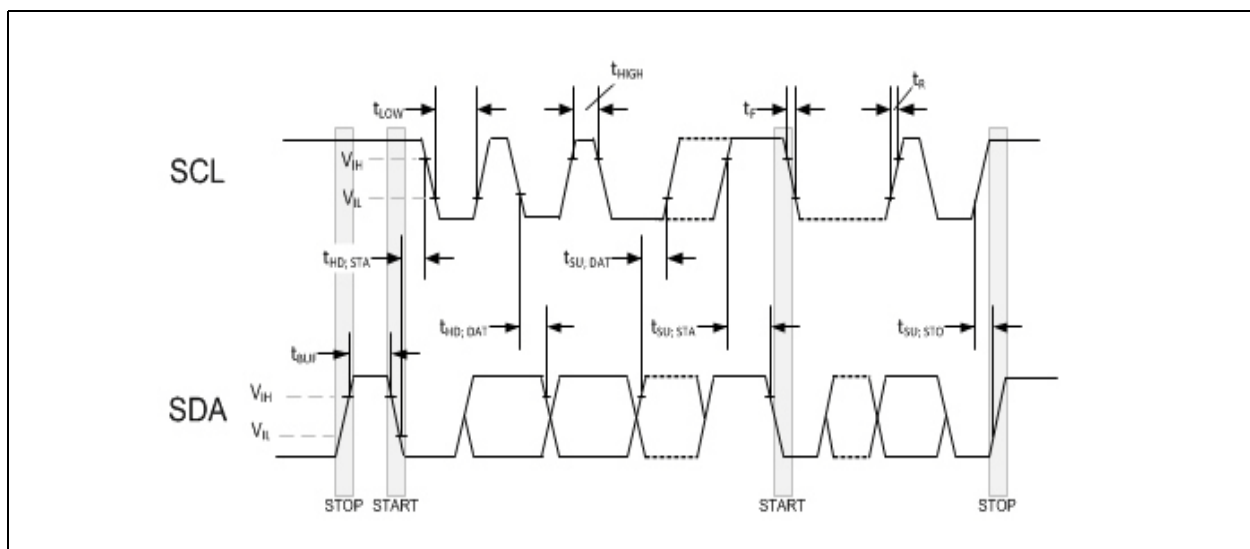 tHIGH
tR
tLOW
tF
SCL
VIH
VIL
tHD; STA
tSU, DAT
tHD; DAT
tSU; STA
tSU; STO
tBUF
SDA
VIH
VIL
STOP START START STOP